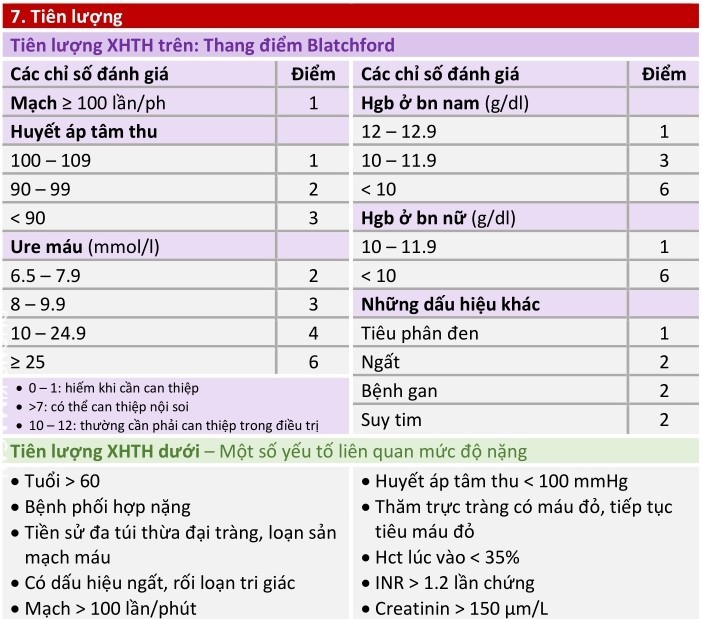 7. Tiên lượng
Tiên lượng XHTH trên: Thang điểm Blatchford
Các chỉ số đánh giá Điểm
Mạch ≥ 100 lần/ph 1
Huyết áp tâm thu
100 – 109 1
90 – 99 2
< 90 3
Ure máu (mmol/l)
6.5 – 7.9 2
8 – 9.9 3
10 – 24.9 4
≥ 25 6
• 0 – 1: hiếm khi cần can thiệp
• >7: có thể can thiệp nội soi
• 10 – 12: thường cần phải can thiệp trong điều trị
Các chỉ số đánh giá Điểm
Hgb ở bn nam (g/dl)
12 – 12.9 1
10 – 11.9 3
< 10 6
Hgb ở bn nữ (g/dl)
10 – 11.9 1
< 10 6
Những dấu hiệu khác
Tiêu phân đen 1
Ngất 2
Bệnh gan 2
Suy tim 2
Tiên lượng XHTH dưới – Một số yếu tố liên quan mức độ nặng
• Tuổi > 60
• Bệnh phối hợp nặng
• Tiền sử đa túi thừa đại tràng, loạn sản
mạch máu
• Có dấu hiệu ngất, rối loạn tri giác
• Mạch > 100 lần/phút
• Huyết áp tâm thu < 100 mmHg
• Thăm trực tràng có máu đỏ, tiếp tục
tiêu máu đỏ
• Hct lúc vào < 35%
• INR > 1.2 lần chứng
• Creatinin > 150 µm/L